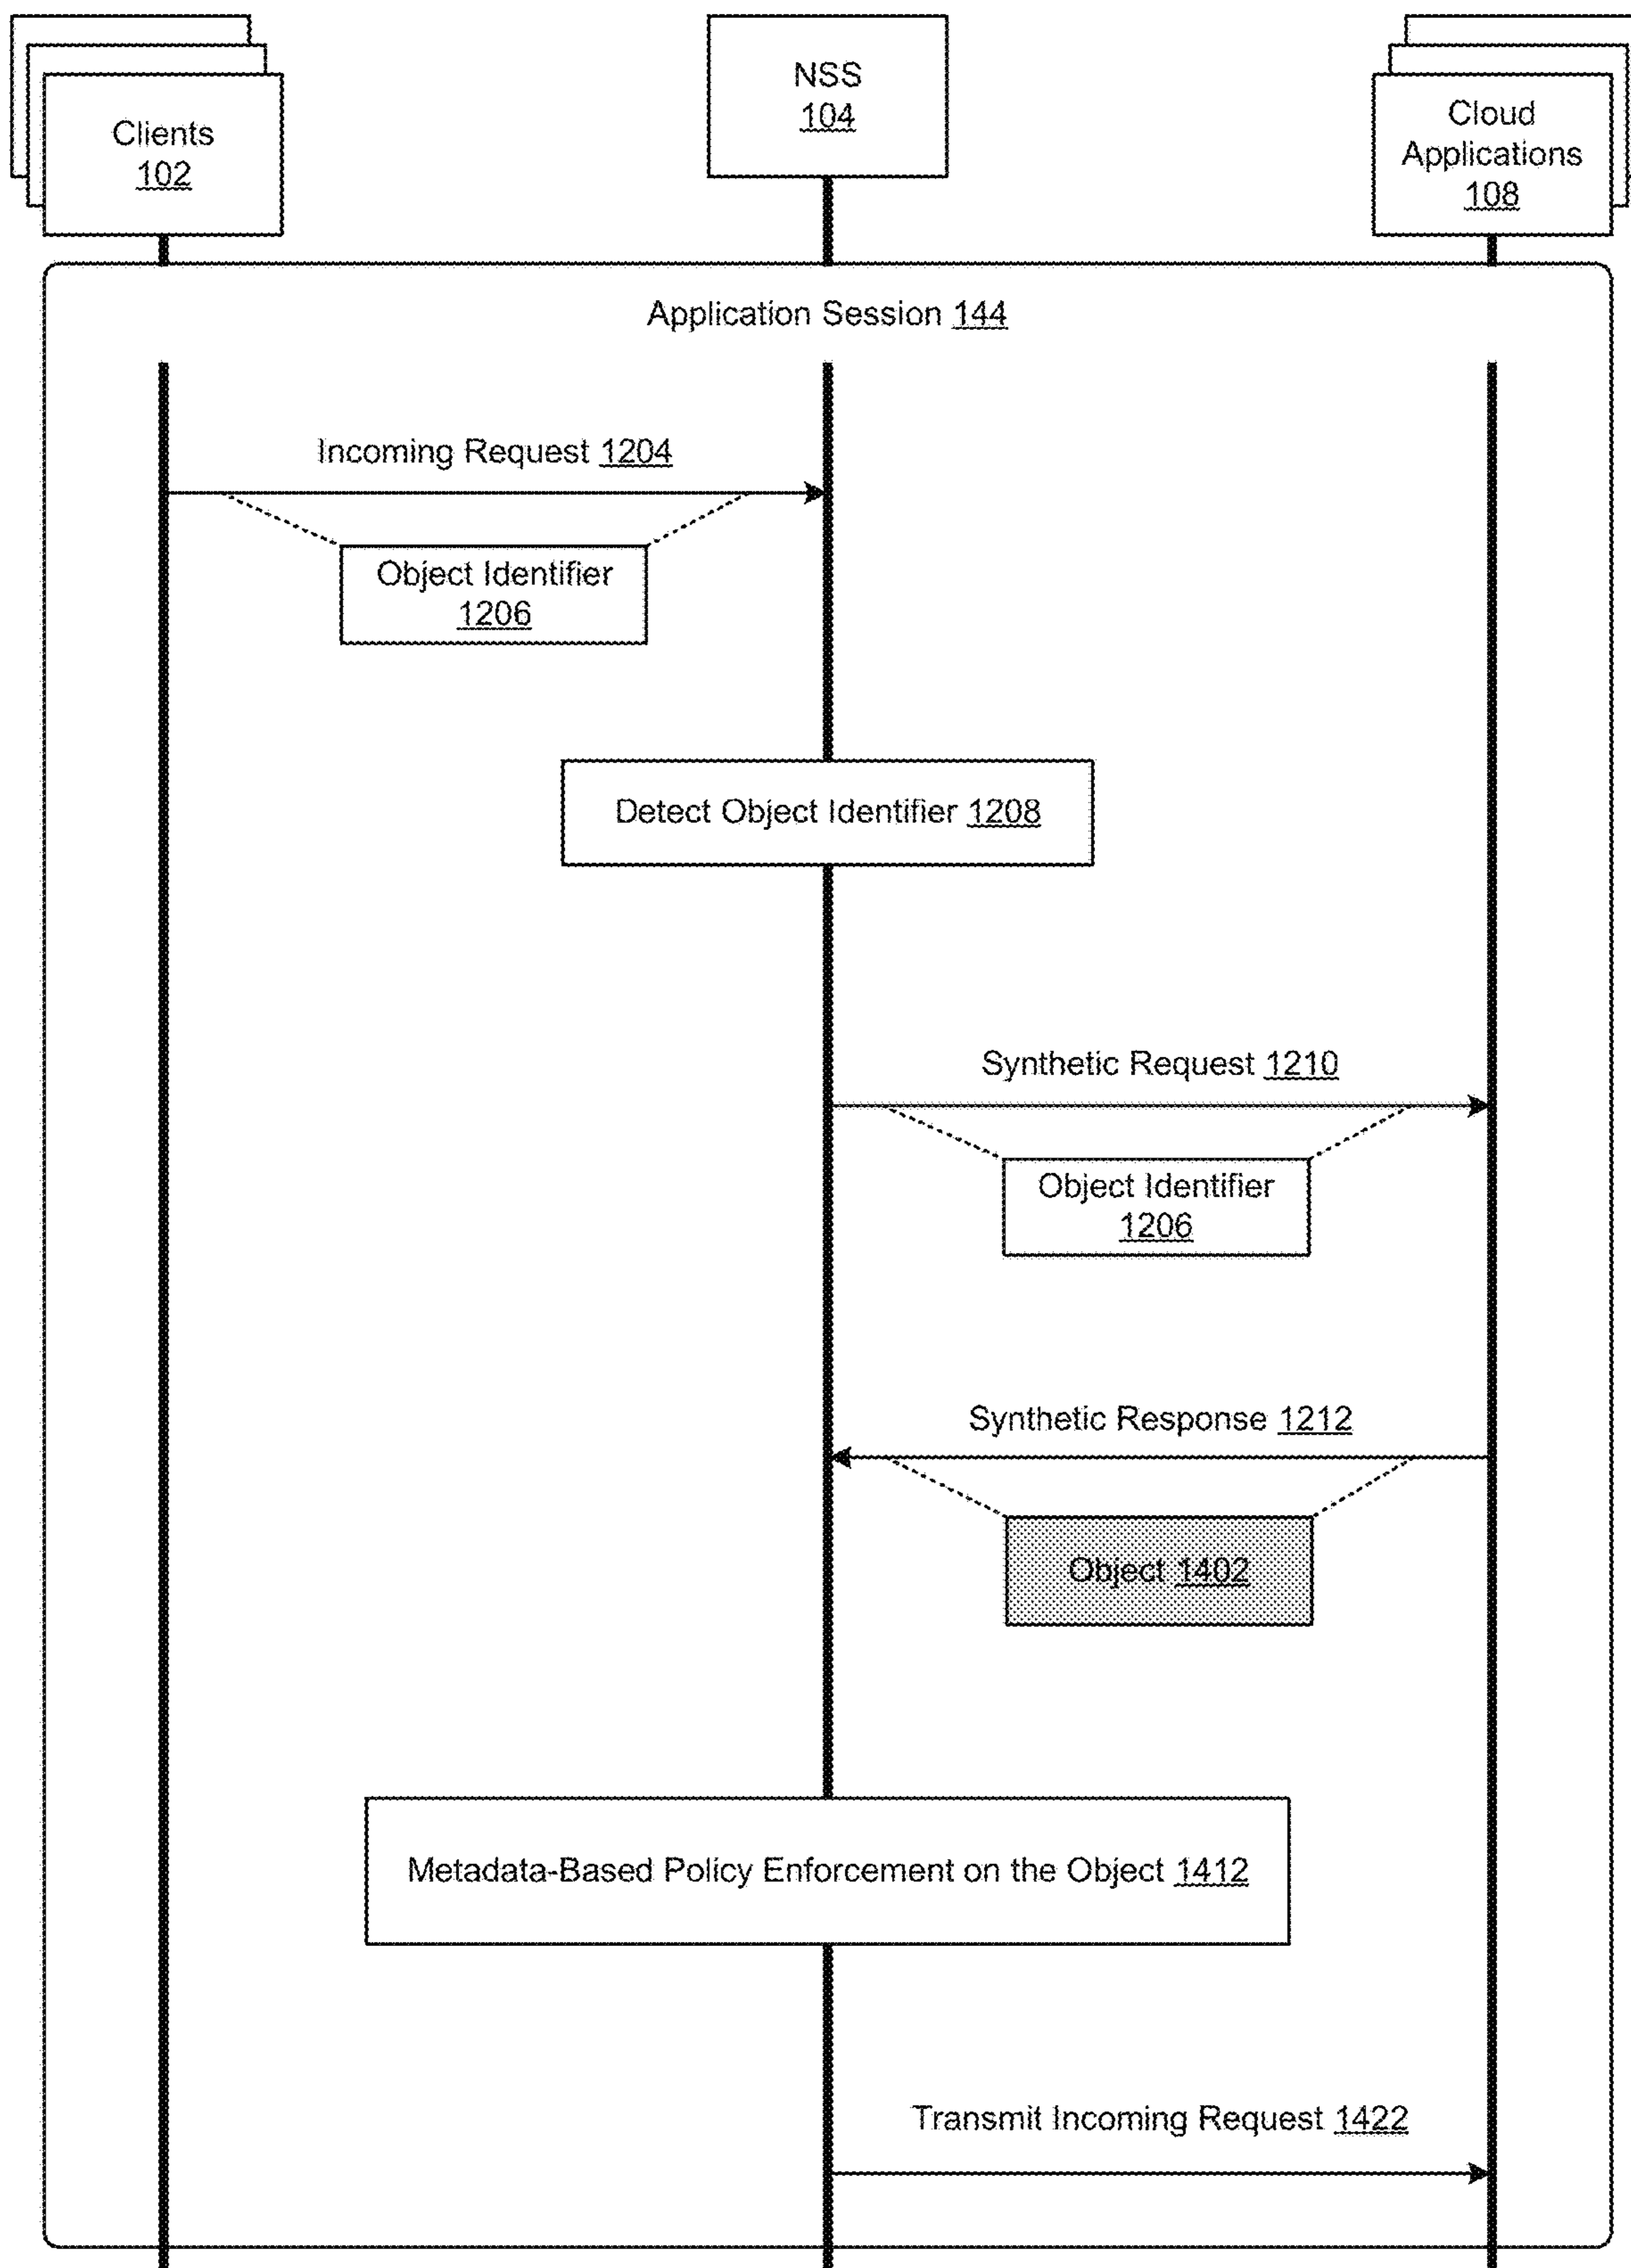 Clients
102
NSS
104
Cloud
Applications
108
Application Session 144
Incoming Request 1204
Object Identifier
1206
Detect Object Identifier 1208
Synthetic Request 1210
Object Identifier
1206
Synthetic Response 1212
Object 1402
Metadata-Based Policy Enforcement on the Object 1412
Transmit Incoming Request 1422